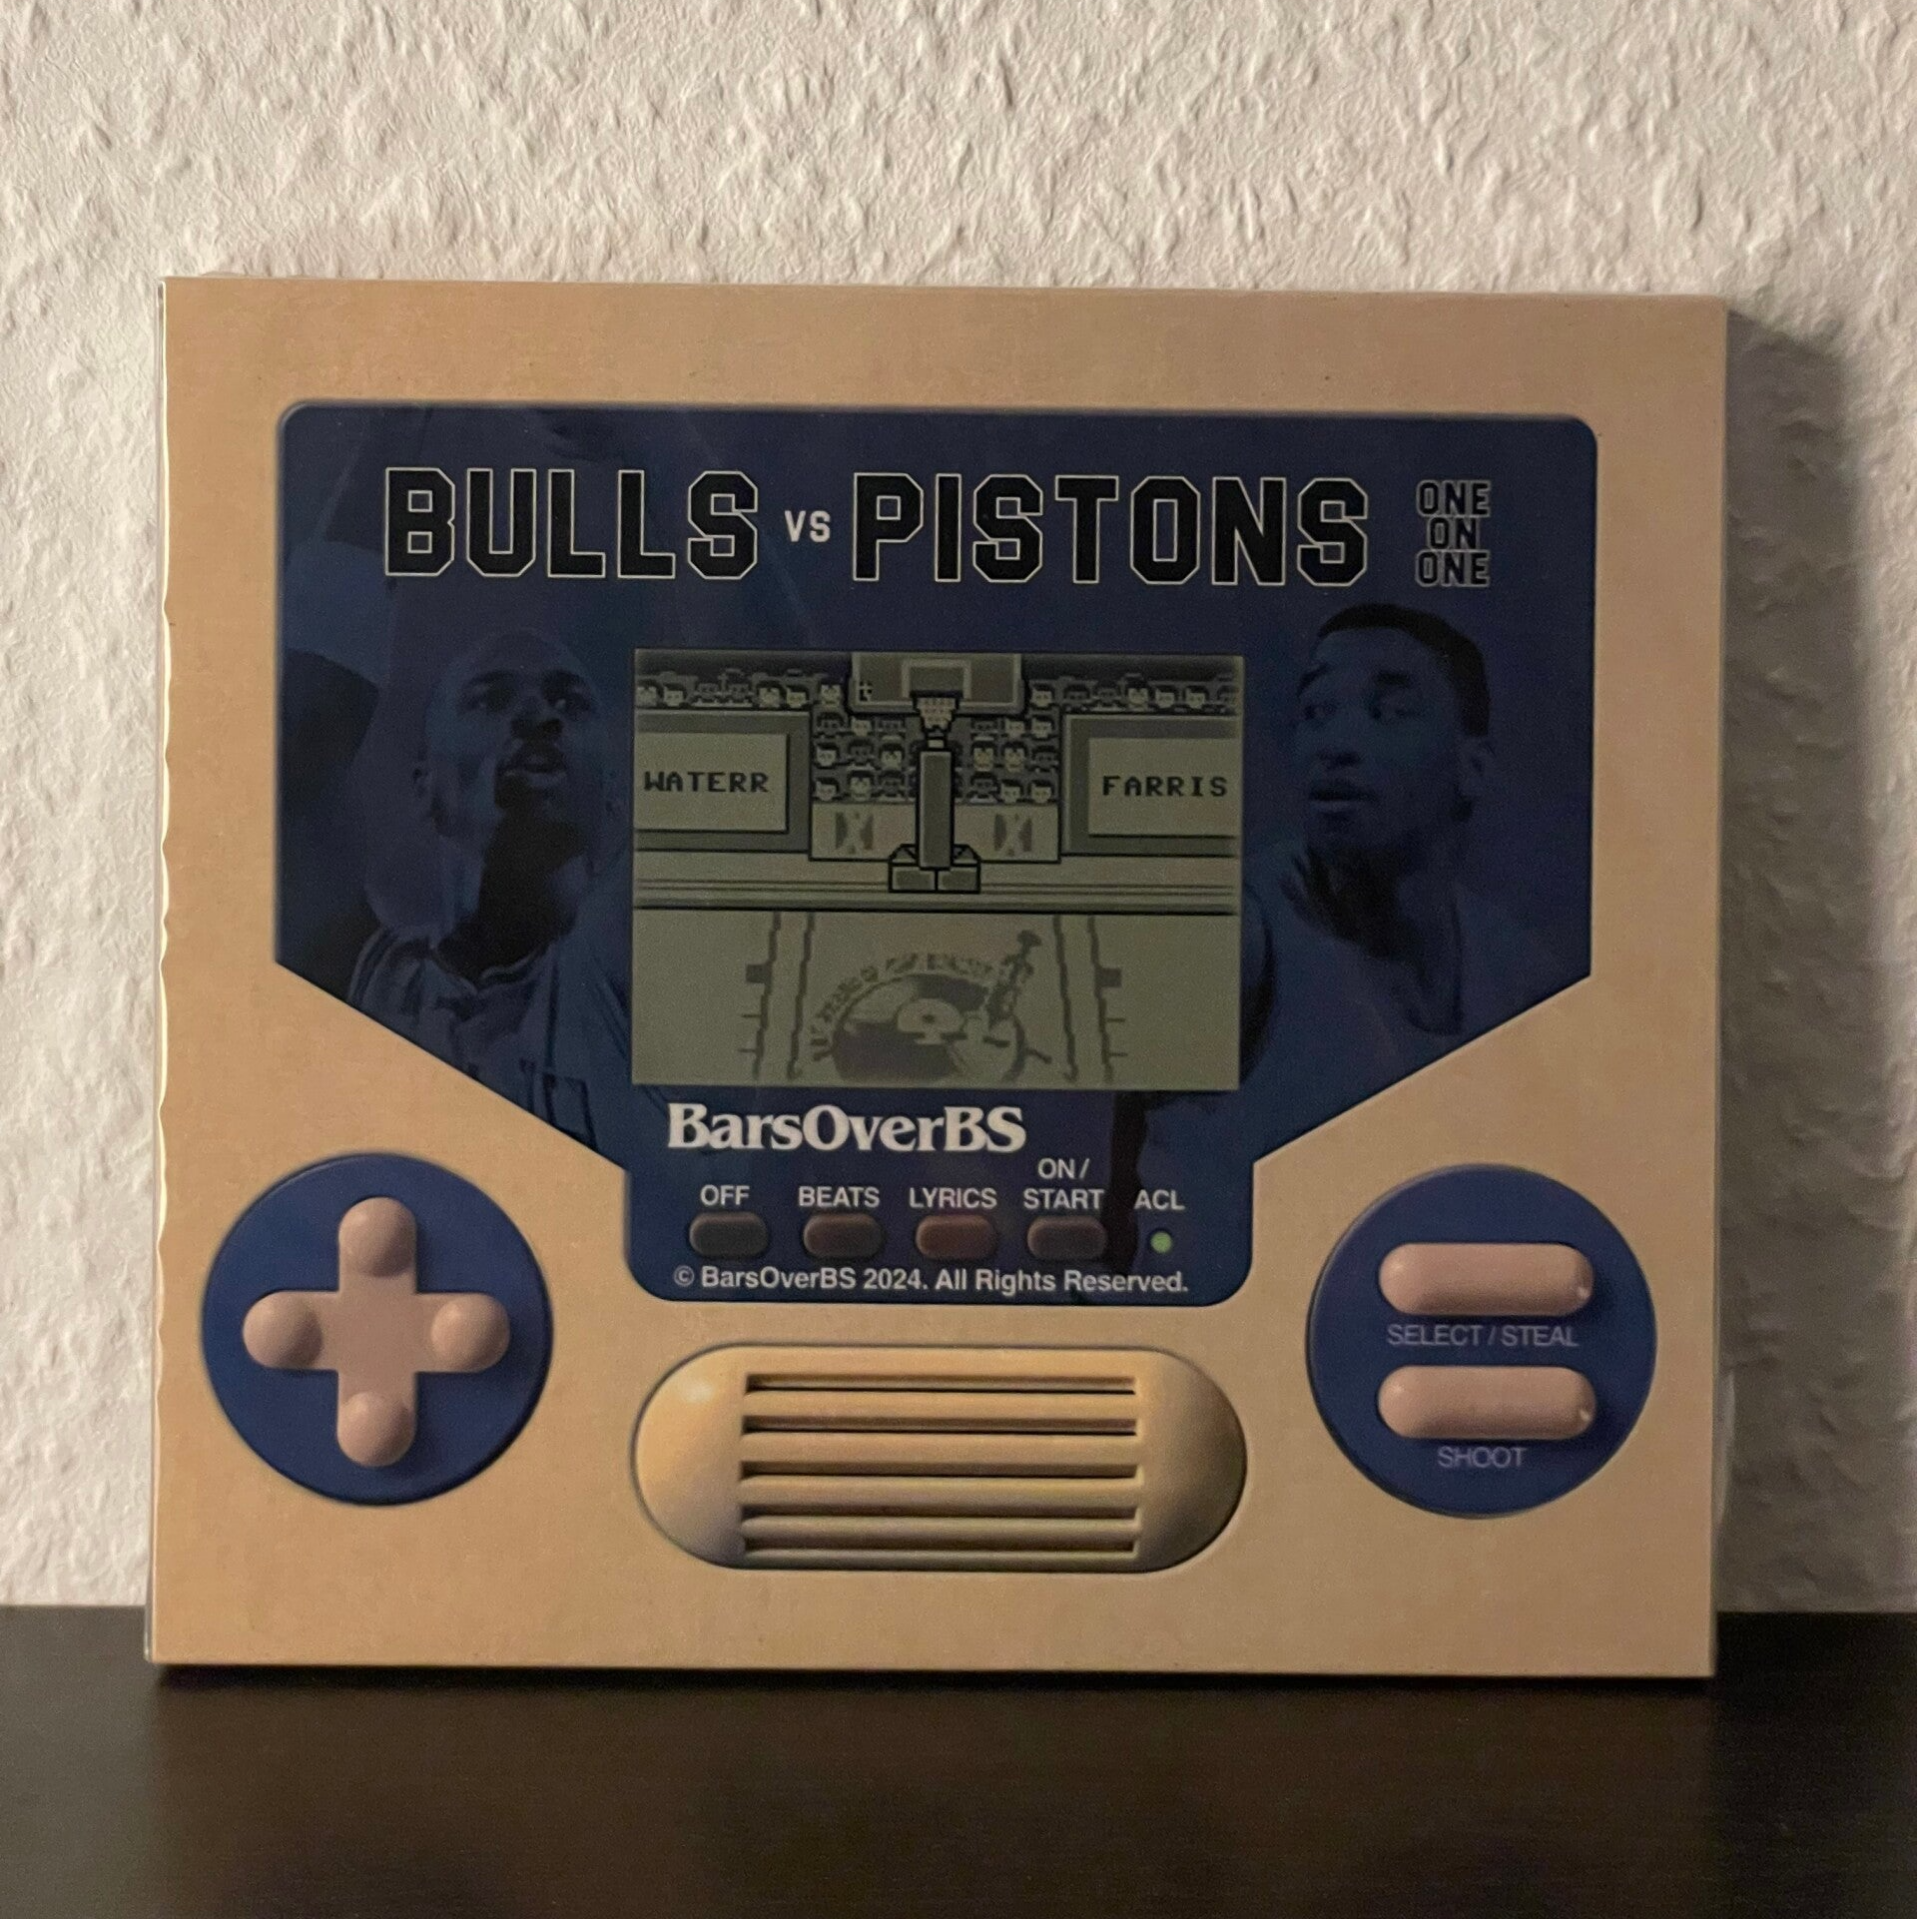 BULLS VS PISTONS ONE ON ONE
WATERR
FARRIS
BarsOverBS
OFF BEATS LYRICS ON / START ACL
© BarsOverBS 2024. All Rights Reserved.
SELECT / STEAL
SHOOT